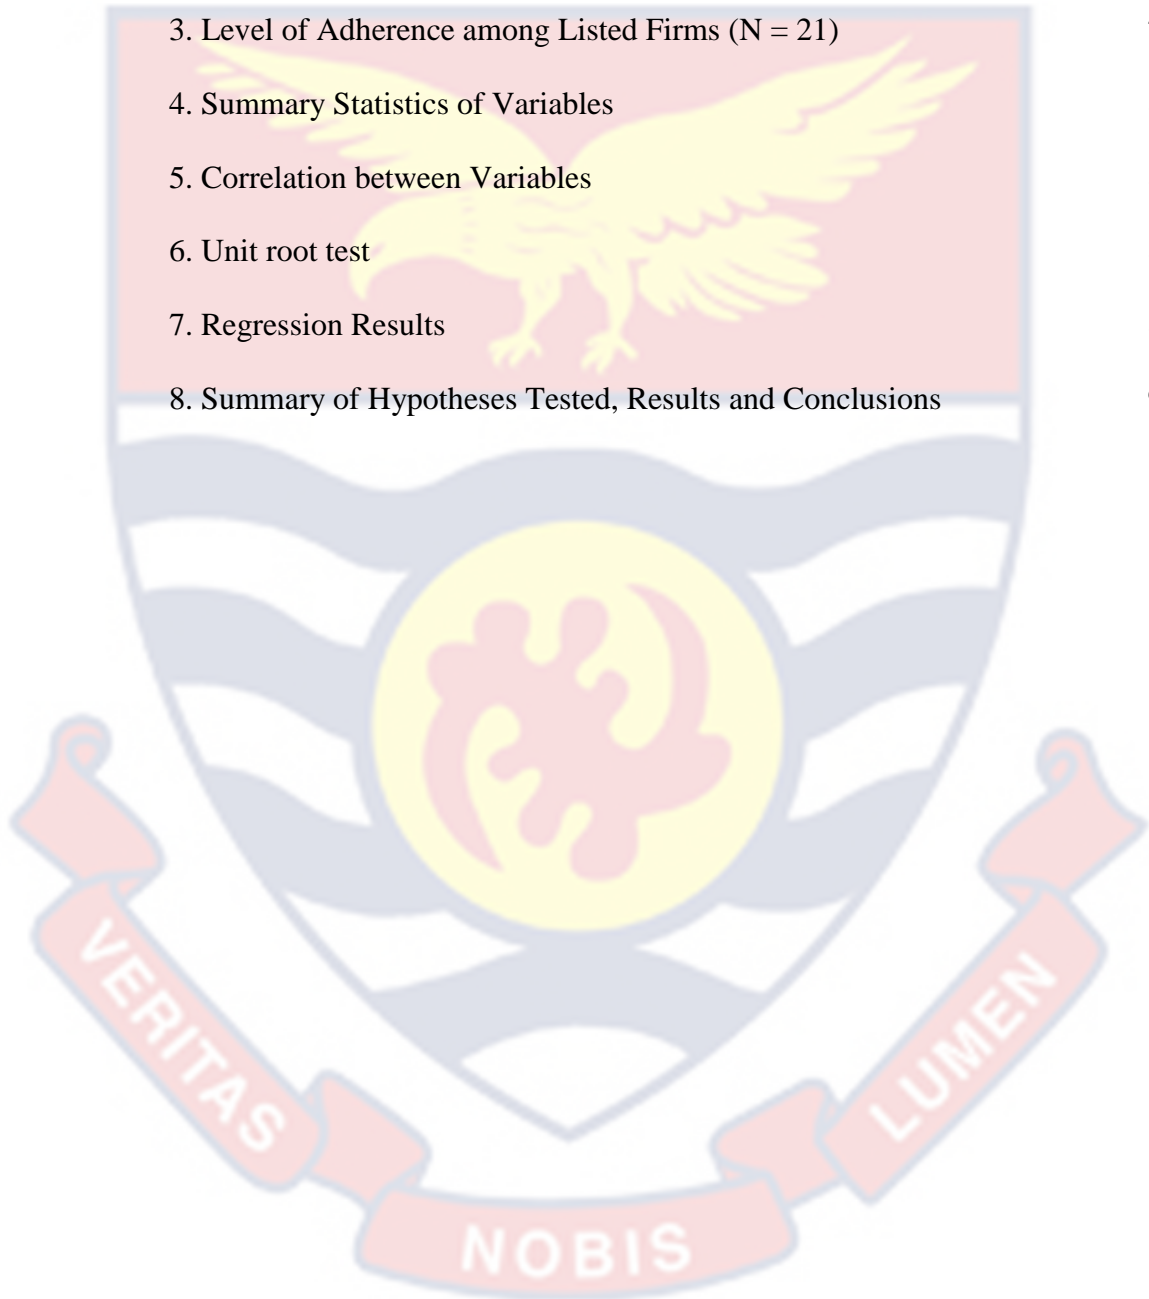 3. Level of Adherence among Listed Firms (N = 21)
4. Summary Statistics of Variables
5. Correlation between Variables
6. Unit root test
7. Regression Results
8. Summary of Hypotheses Tested, Results and Conclusions
VERITAS
NOBIS
LUMEN